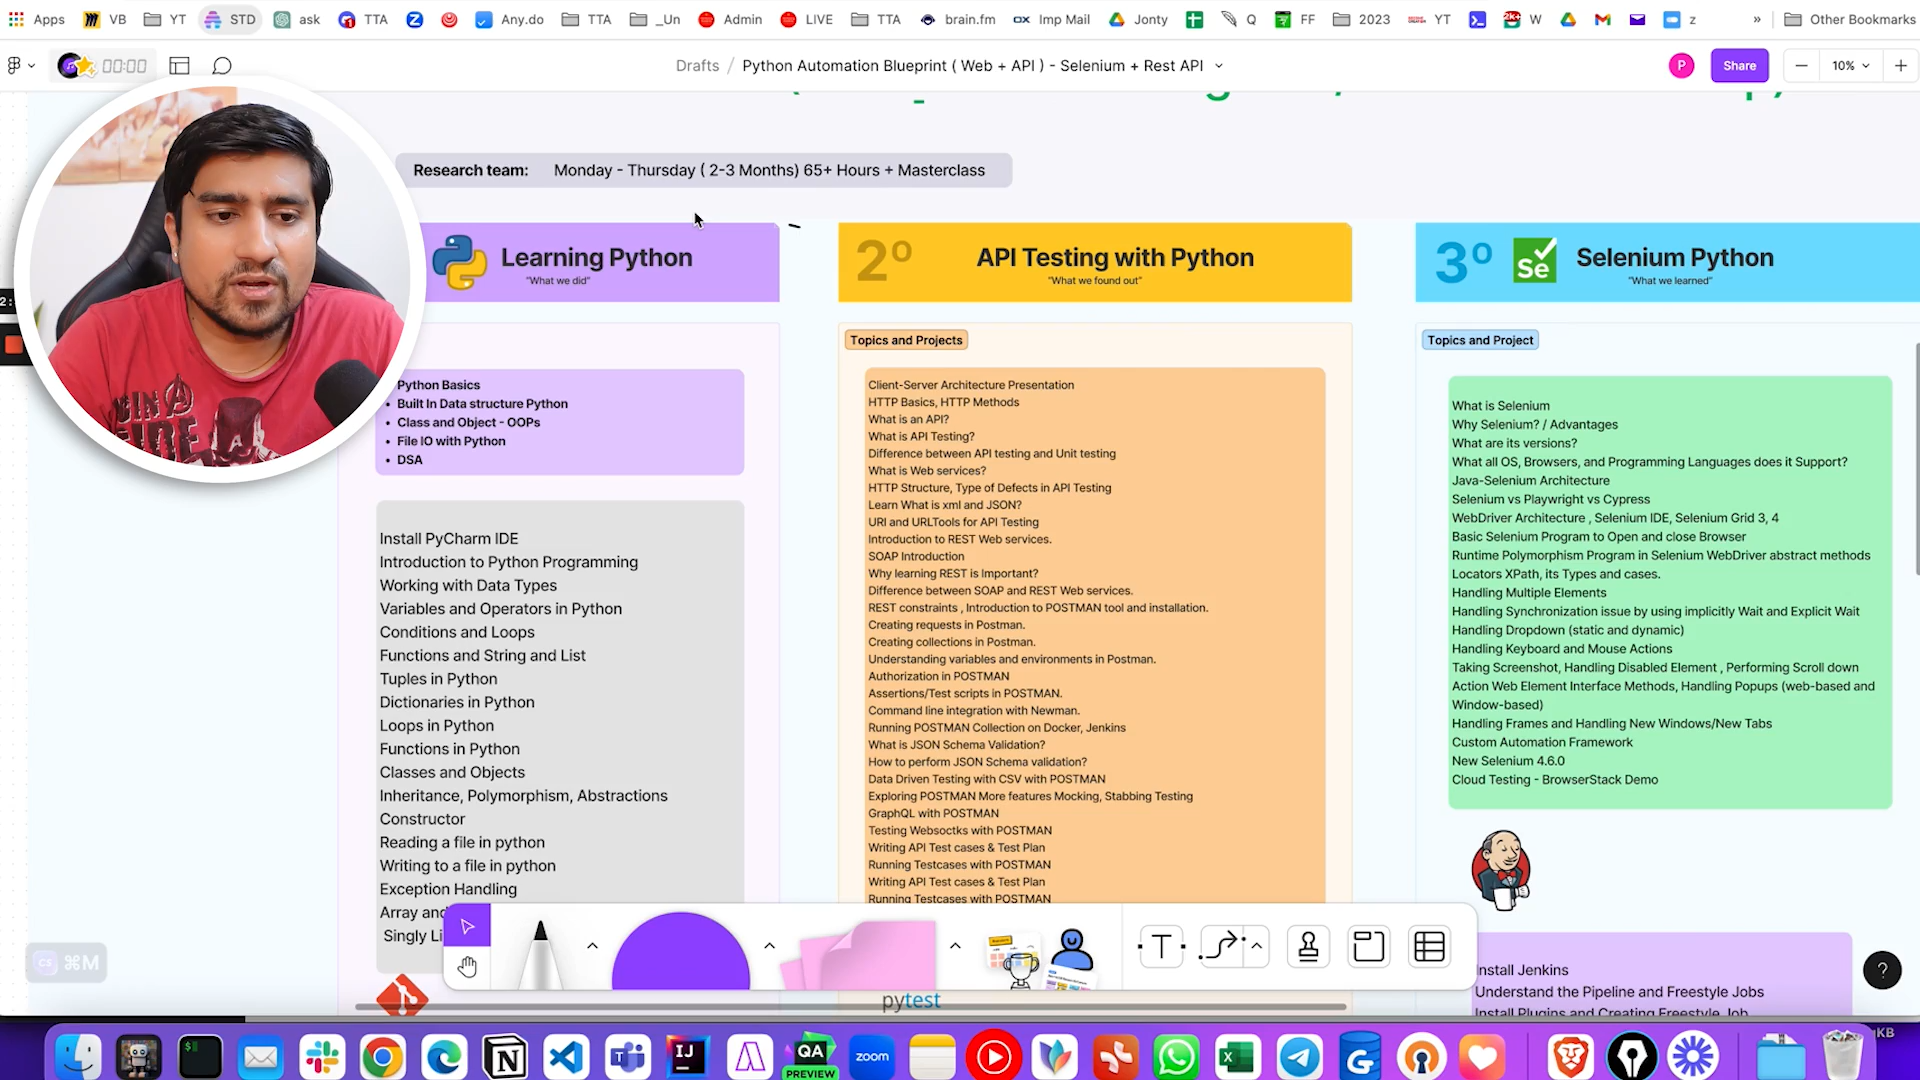 Apps
VB
YT
STD
ask
TTA
Any.do
TTA
_Un
Admin
LIVE
TTA
brain.fm
Imp Mail
Jonty
Q
FF
2023
YT
W
z
»
Other Bookmarks
00:00
Drafts / Python Automation Blueprint ( Web + API ) - Selenium + Rest API
P
Share
10%
Research team: Monday - Thursday ( 2-3 Months) 65+ Hours + Masterclass
Learning Python
"What we did"
Python Basics
• Built In Data structure Python
• Class and Object - OOPs
• File IO with Python
• DSA
Install PyCharm IDE
Introduction to Python Programming
Working with Data Types
Variables and Operators in Python
Conditions and Loops
Functions and String and List
Tuples in Python
Dictionaries in Python
Loops in Python
Functions in Python
Classes and Objects
Inheritance, Polymorphism, Abstractions
Constructor
Reading a file in python
Writing to a file in python
Exception Handling
Array and
Singly Li
2º
API Testing with Python
"What we found out"
Topics and Projects
Client-Server Architecture Presentation
HTTP Basics, HTTP Methods
What is an API?
What is API Testing?
Difference between API testing and Unit testing
What is Web services?
HTTP Structure, Type of Defects in API Testing
Learn What is xml and JSON?
URI and URLTools for API Testing
Introduction to REST Web services.
SOAP Introduction
Why learning REST is Important?
Difference between SOAP and REST Web services.
REST constraints , Introduction to POSTMAN tool and installation.
Creating requests in Postman.
Creating collections in Postman.
Understanding variables and environments in Postman.
Authorization in POSTMAN
Assertions/Test scripts in POSTMAN.
Command line integration with Newman.
Running POSTMAN Collection on Docker, Jenkins
What is JSON Schema Validation?
How to perform JSON Schema validation?
Data Driven Testing with CSV with POSTMAN
Exploring POSTMAN More features Mocking, Stabbing Testing
GraphQL with POSTMAN
Testing Websoctks with POSTMAN
Writing API Test cases & Test Plan
Running Testcases with POSTMAN
Writing API Test cases & Test Plan
Running Testcases with POSTMAN
pytest
3º
Se
Selenium Python
"What we learned"
Topics and Project
What is Selenium
Why Selenium? / Advantages
What are its versions?
What all OS, Browsers, and Programming Languages does it Support?
Java-Selenium Architecture
Selenium vs Playwright vs Cypress
WebDriver Architecture , Selenium IDE, Selenium Grid 3, 4
Basic Selenium Program to Open and close Browser
Runtime Polymorphism Program in Selenium WebDriver abstract methods
Locators XPath, its Types and cases.
Handling Multiple Elements
Handling Synchronization issue by using implicitly Wait and Explicit Wait
Handling Dropdown (static and dynamic)
Handling Keyboard and Mouse Actions
Taking Screenshot, Handling Disabled Element , Performing Scroll down
Action Web Element Interface Methods, Handling Popups (web-based and
Window-based)
Handling Frames and Handling New Windows/New Tabs
Custom Automation Framework
New Selenium 4.6.0
Cloud Testing - BrowserStack Demo
Install Jenkins
Understand the Pipeline and Freestyle Jobs
Install Plugins and Creating Freestyle Job
⌘M
T
?
IJ
QA
PREVIEW
zoom